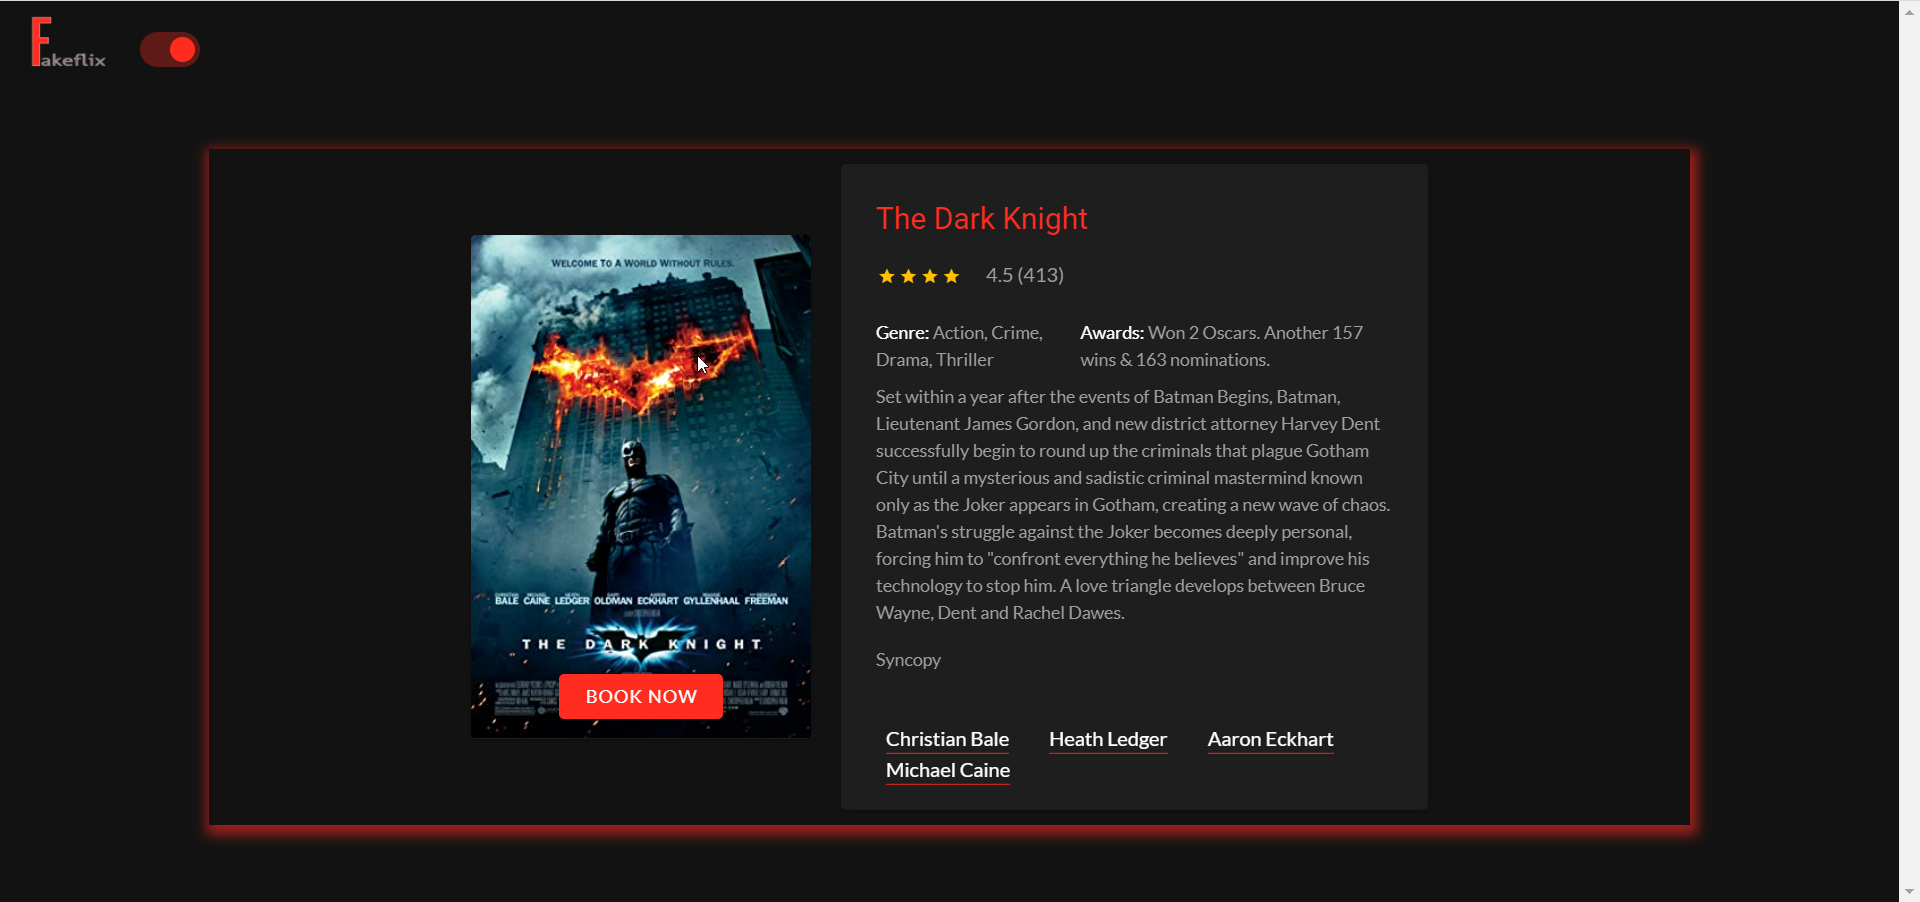 Fakeflix
WELCOME TO A WORLD WITHOUT RULES.
BALE CAINE LEDGER OLDMAN ECKHART GYLLENHAAL FREEMAN
THE DARK KNIGHT
BOOK NOW
The Dark Knight
4.5 (413)
Genre: Action, Crime,
Drama, Thriller
Awards: Won 2 Oscars. Another 157
wins & 163 nominations.
Set within a year after the events of Batman Begins, Batman,
Lieutenant James Gordon, and new district attorney Harvey Dent
successfully begin to round up the criminals that plague Gotham
City until a mysterious and sadistic criminal mastermind known
only as the Joker appears in Gotham, creating a new wave of chaos.
Batman's struggle against the Joker becomes deeply personal,
forcing him to "confront everything he believes" and improve his
technology to stop him. A love triangle develops between Bruce
Wayne, Dent and Rachel Dawes.
Syncopy
Christian Bale Heath Ledger Aaron Eckhart
Michael Caine